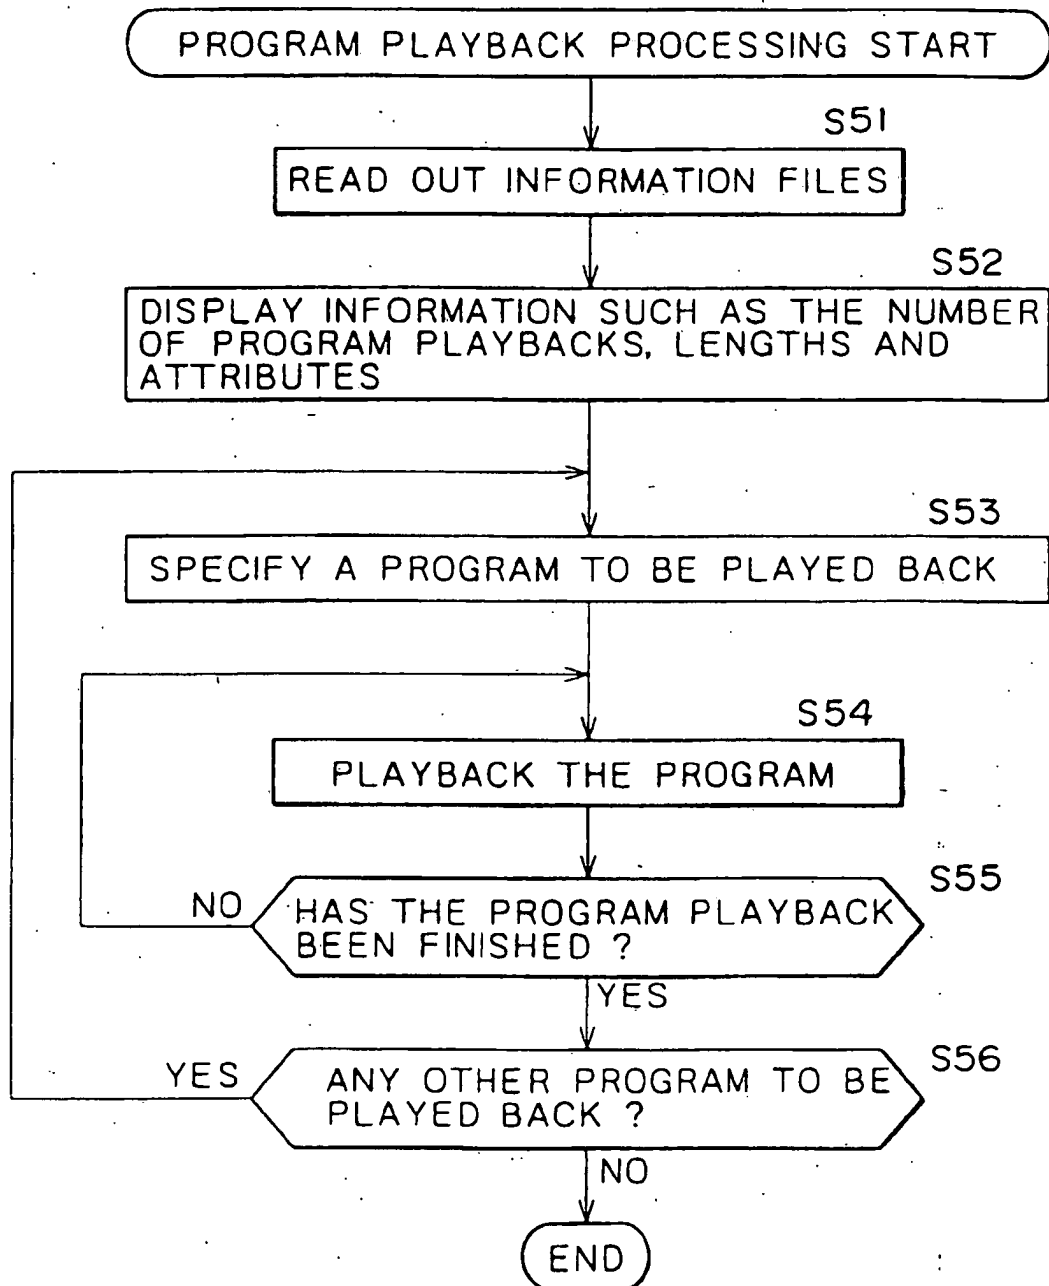 PROGRAM PLAYBACK PROCESSING START
S51
READ OUT INFORMATION FILES
S52
DISPLAY INFORMATION SUCH AS THE NUMBER
OF PROGRAM PLAYBACKS, LENGTHS AND
ATTRIBUTES
S53
SPECIFY A PROGRAM TO BE PLAYED BACK
S54
PLAYBACK THE PROGRAM
S55
NO
HAS THE PROGRAM PLAYBACK
BEEN FINISHED ?
YES
S56
YES
ANY OTHER PROGRAM TO BE
PLAYED BACK ?
NO
END